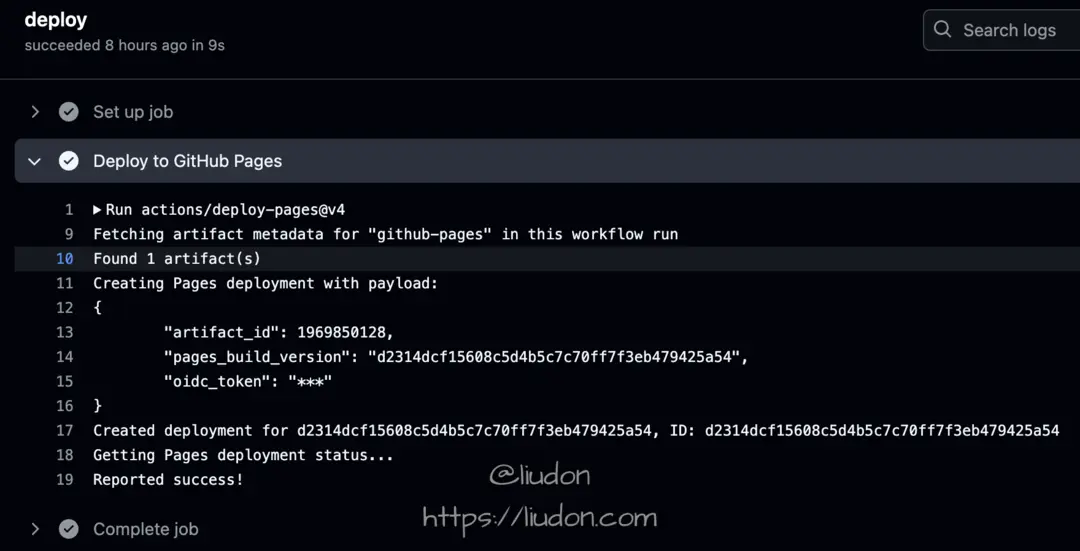 deploy
succeeded 8 hours ago in 9s
Search logs
Set up job
Deploy to GitHub Pages
1 Run actions/deploy-pages@v4
9 Fetching artifact metadata for "github-pages" in this workflow run
10 Found 1 artifact(s)
11 Creating Pages deployment with payload:
12 {
13 "artifact_id": 1969850128,
14 "pages_build_version": "d2314dcf15608c5d4b5c7c70ff7f3eb479425a54",
15 "oidc_token": "***"
16 }
17 Created deployment for d2314dcf15608c5d4b5c7c70ff7f3eb479425a54, ID: d2314dcf15608c5d4b5c7c70ff7f3eb479425a54
18 Getting Pages deployment status...
19 Reported success!
@liudon
https://liudon.com
Complete job